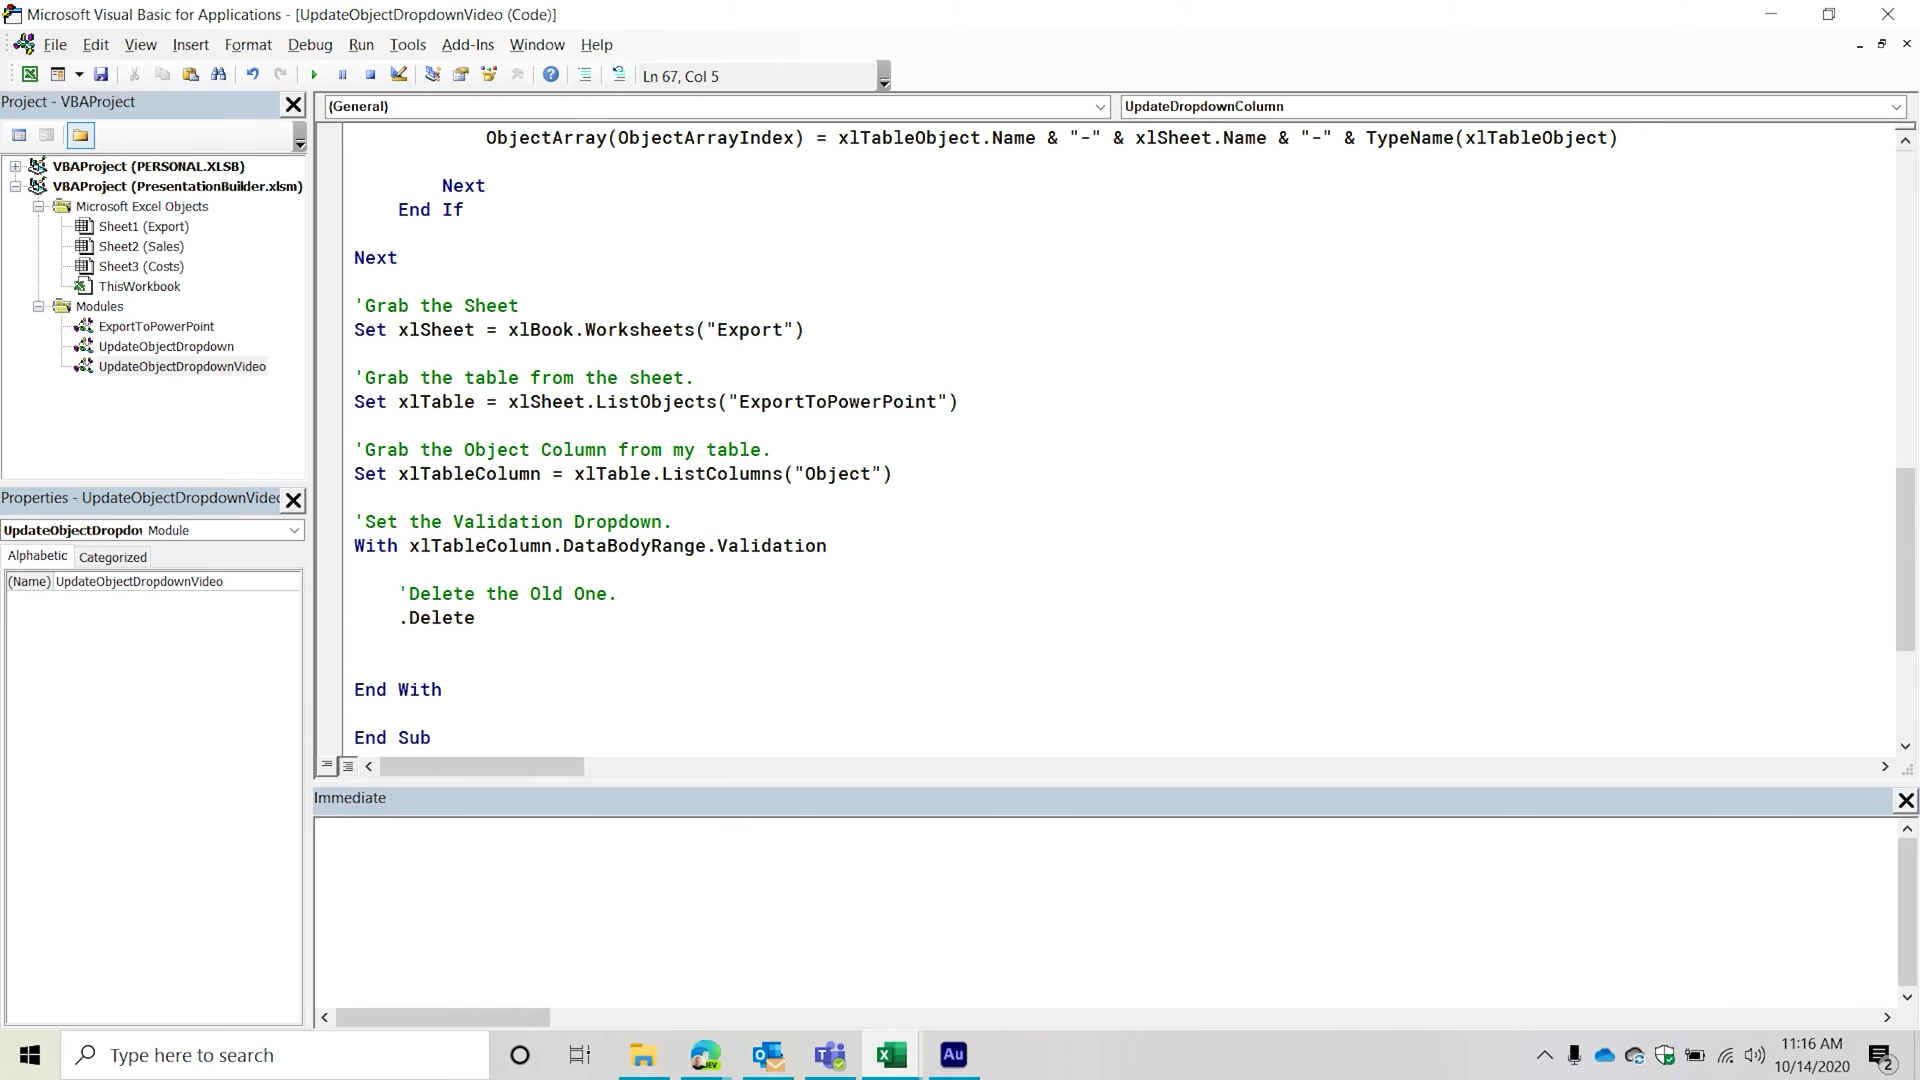 Microsoft Visual Basic for Applications - [UpdateObjectDropdownVideo (Code)]
File Edit View Insert Format Debug Run Tools Add-Ins Window Help
Ln 67, Col 5
Project - VBAProject
(General)
UpdateDropdownColumn
VBAProject (PERSONAL.XLSB)
VBAProject (PresentationBuilder.xlsm)
Microsoft Excel Objects
Sheet1 (Export)
Sheet2 (Sales)
Sheet3 (Costs)
ThisWorkbook
Modules
ExportToPowerPoint
UpdateObjectDropdown
UpdateObjectDropdownVideo
Properties - UpdateObjectDropdownVideo
UpdateObjectDropdov Module
Alphabetic Categorized
(Name) UpdateObjectDropdownVideo
ObjectArray(ObjectArrayIndex) = xlTableObject.Name & "-" & xlSheet.Name & "-" & TypeName(xlTableObject)
Next
End If
Next
'Grab the Sheet
Set xlSheet = xlBook.Worksheets("Export")
'Grab the table from the sheet.
Set xlTable = xlSheet.ListObjects("ExportToPowerPoint")
'Grab the Object Column from my table.
Set xlTableColumn = xlTable.ListColumns("Object")
'Set the Validation Dropdown.
With xlTableColumn.DataBodyRange.Validation
'Delete the Old One.
.Delete
End With
End Sub
Immediate
Type here to search
DEV
Au
11:16 AM
10/14/2020
2